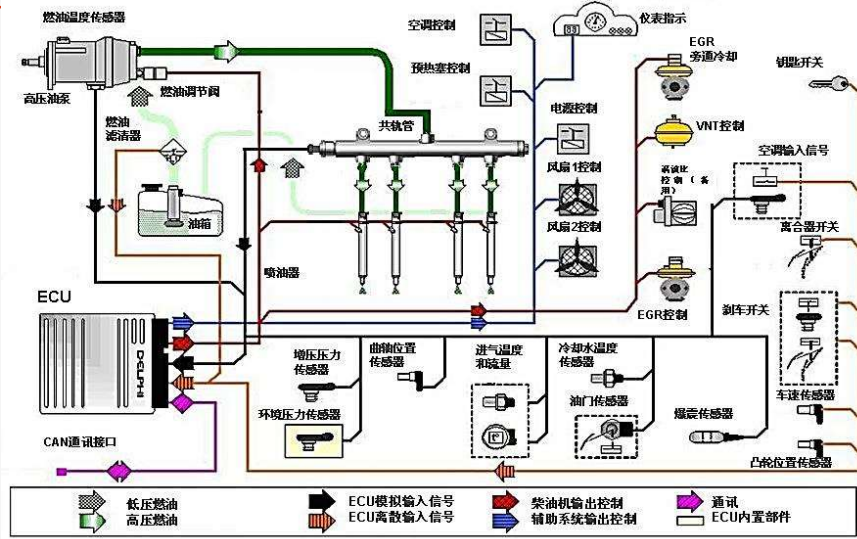 燃油温度传感器
空调控制
仪表指示
EGR
旁通冷却
钥匙开关
预热塞控制
高压油泵
燃油调节阀
电源控制
燃油
滤清器
共轨管
VNT控制
空调输入信号
风扇1控制
涡流比
控制（备
用）
油箱
风扇2控制
离合器开关
喷油器
ECU
EGR控制
刹车开关
DELPHI
增压压力
传感器
曲轴位置
传感器
进气温度
和流量
冷却水温度
传感器
油门传感器
车速传感器
环境压力传感器
爆震传感器
CAN通讯接口
凸轮位置传感器
低压燃油
ECU模拟输入信号
柴油机输出控制
通讯
高压燃油
ECU离散输入信号
辅助系统输出控制
ECU内置部件